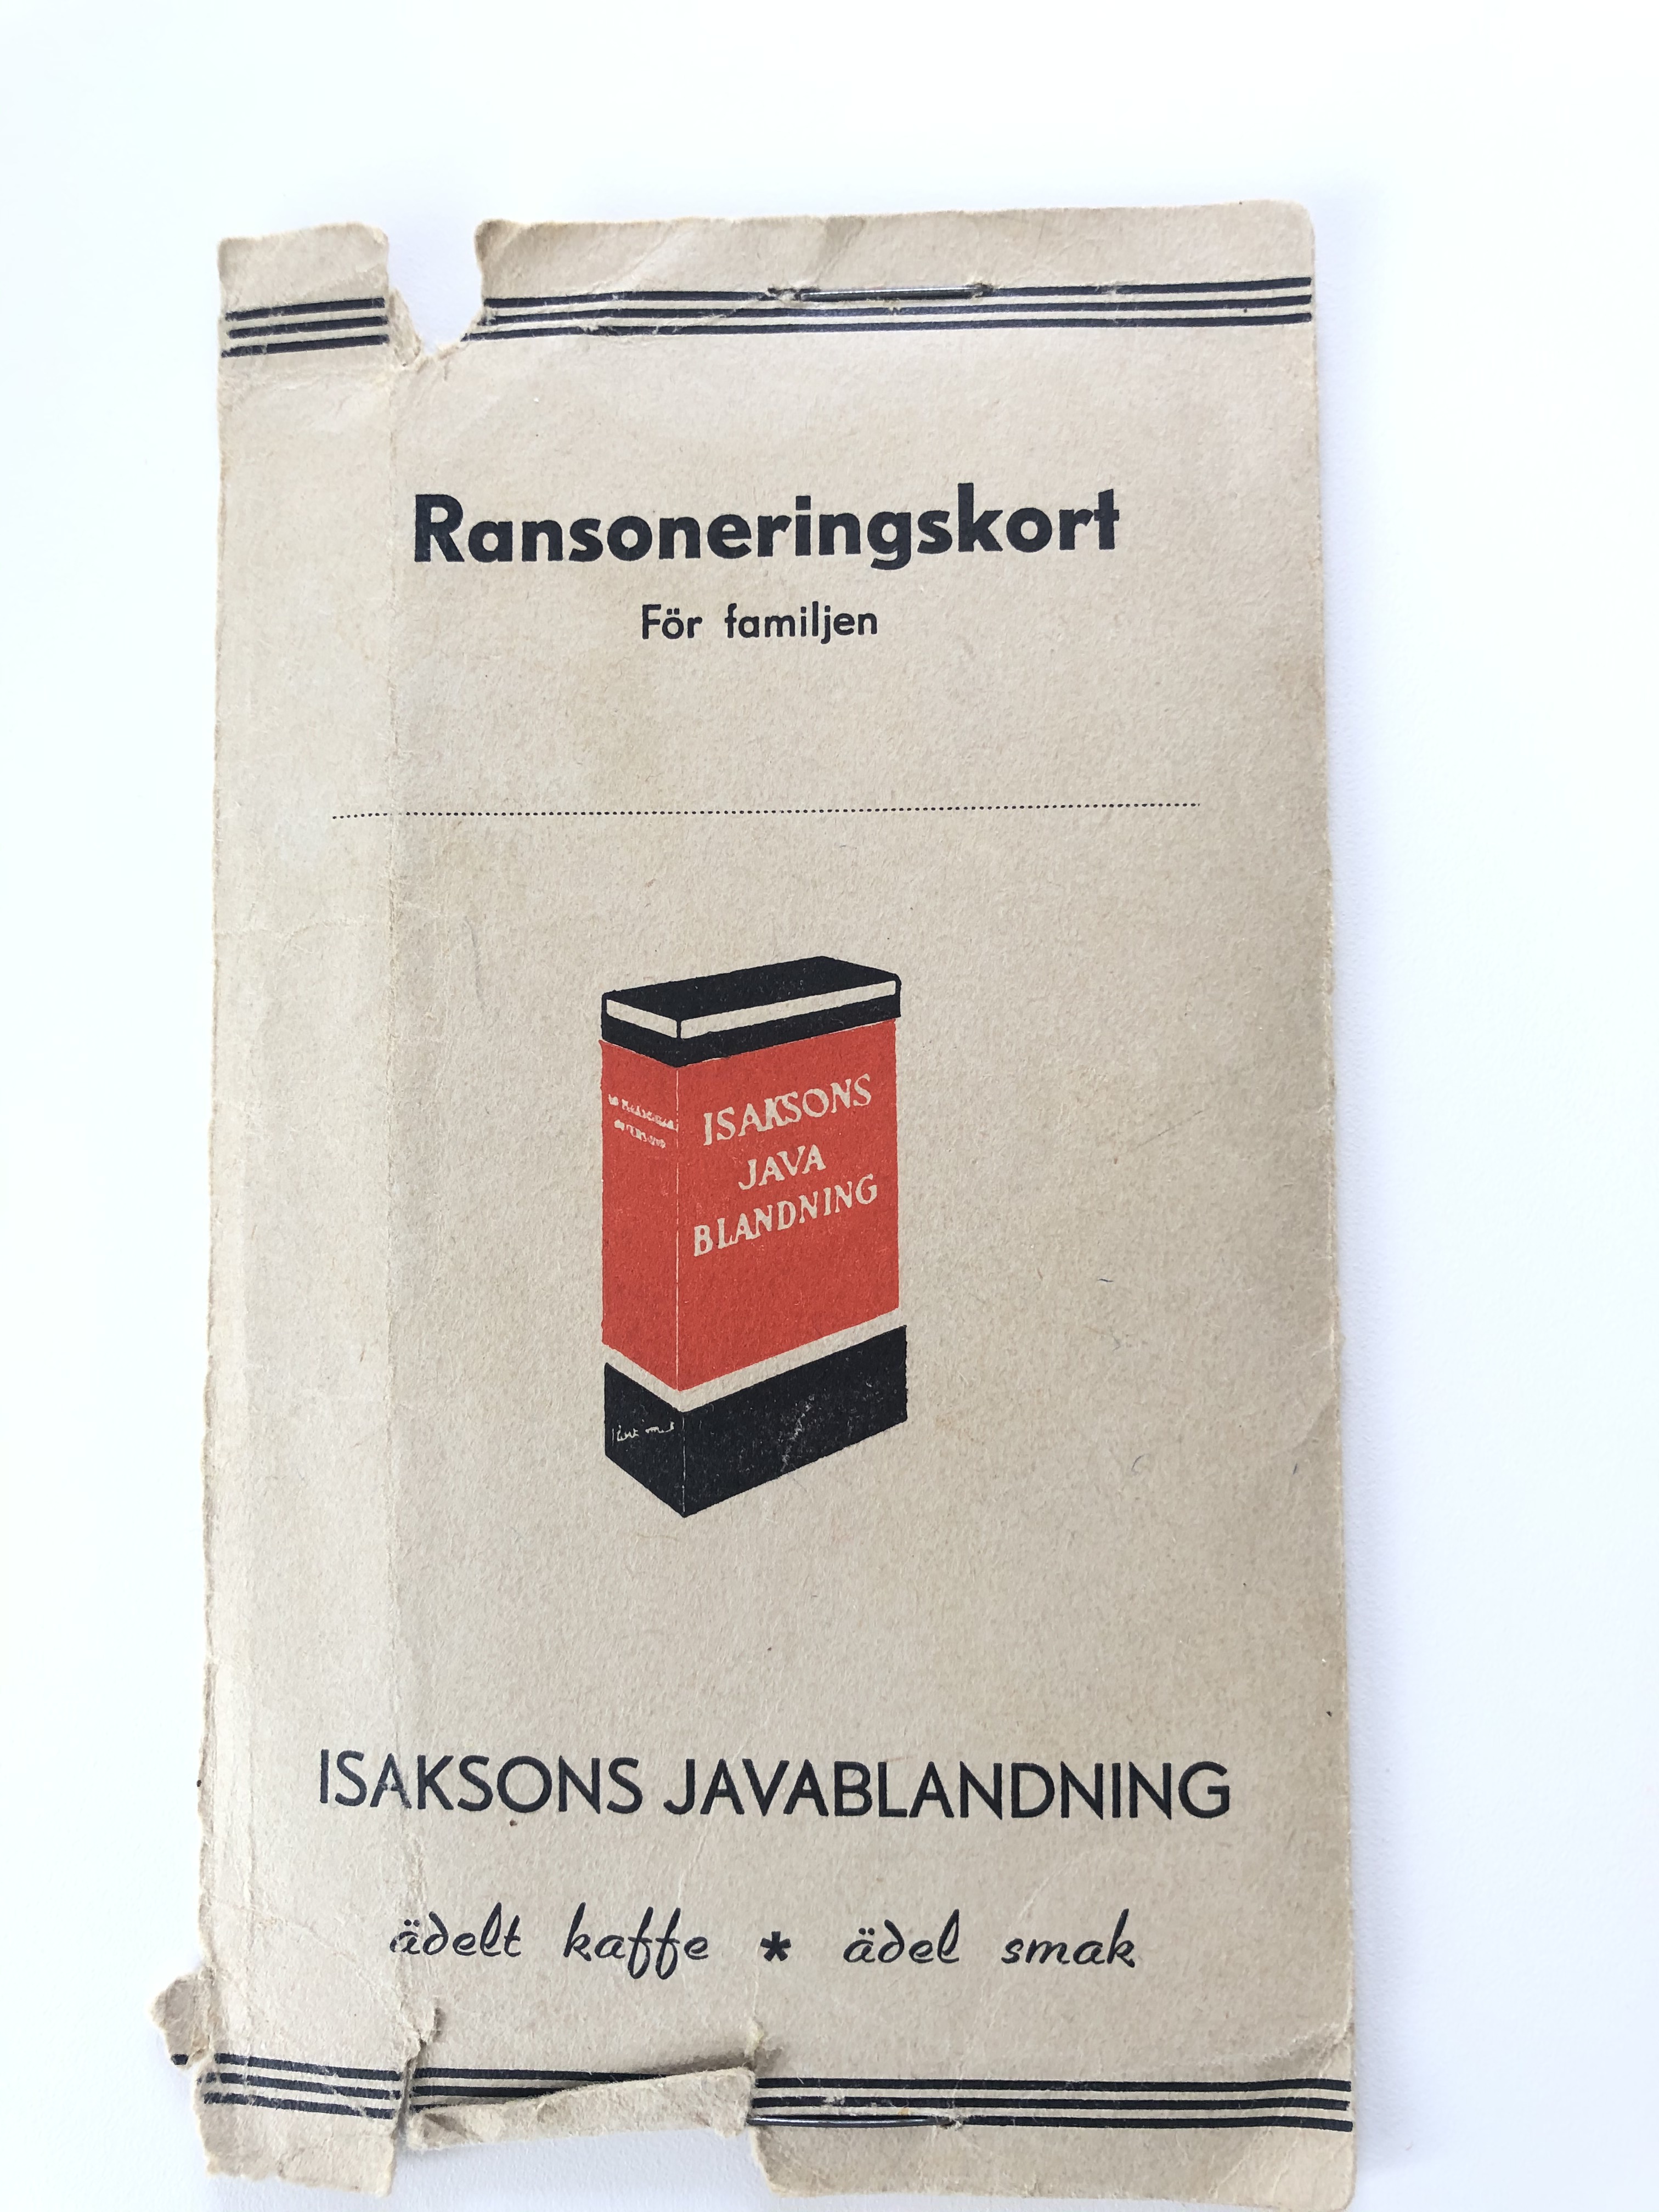 Ransoneringskort
För familjen
ISAKSONS
JAVA
BLANDNING
ISAKSONS JAVABLANDNING
ädelt kaffe * ädel smak